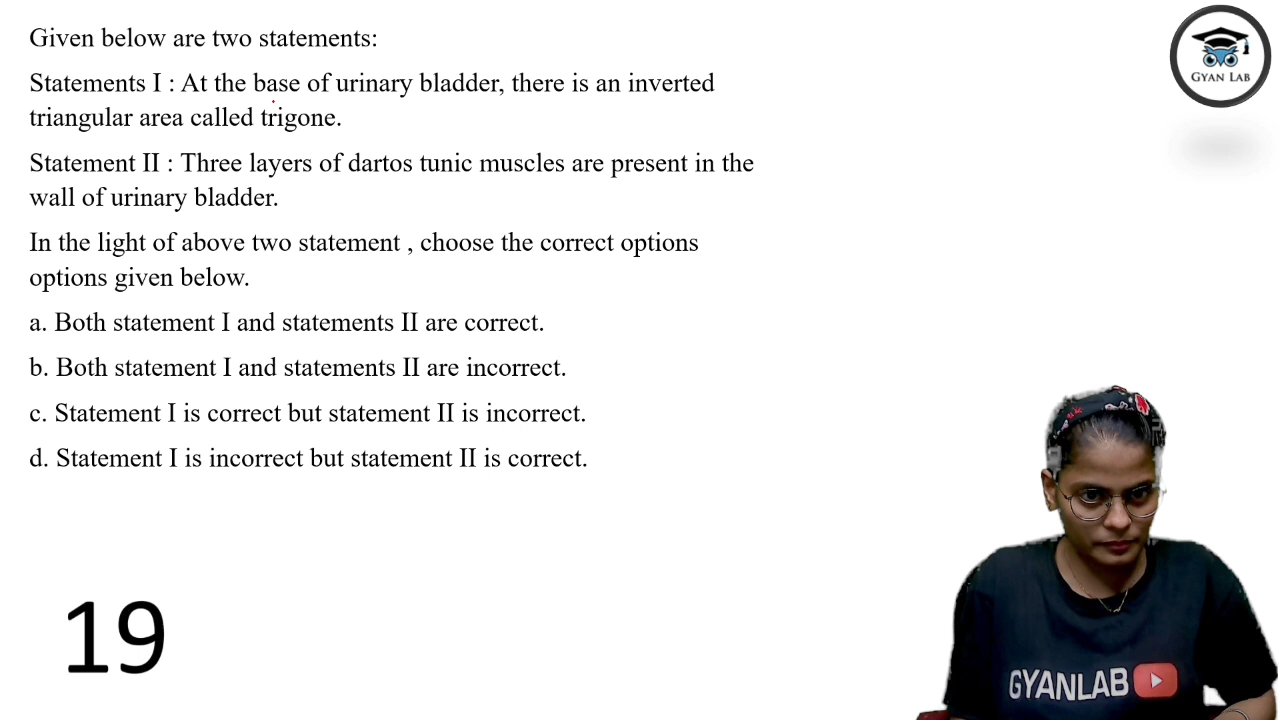 Given below are two statements:
Statements I : At the base of urinary bladder, there is an inverted
triangular area called trigone.
Statement II : Three layers of dartos tunic muscles are present in the
wall of urinary bladder.
In the light of above two statement , choose the correct options
options given below.
a. Both statement I and statements II are correct.
b. Both statement I and statements II are incorrect.
c. Statement I is correct but statement II is incorrect.
d. Statement I is incorrect but statement II is correct.
19
GYAN LAB
GYANLAB